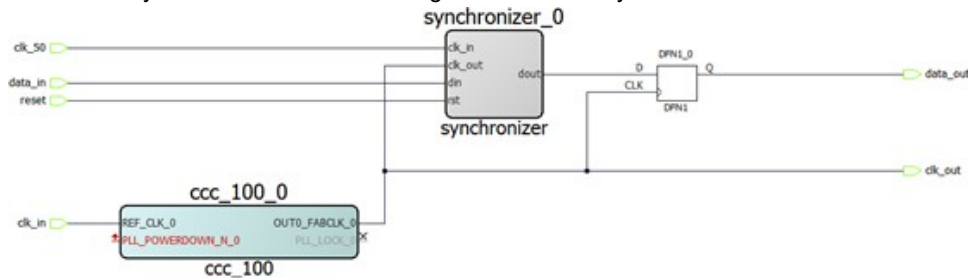 synchronizer_0
clk_50
clk_in
clk_out
data_in
din
dout
reset
rst
synchronizer
DFN1_0
D
Q
CLK
DFN1
data_out
clk_out
ccc_100_0
clk_in
REF_CLK_0
OUT0_FABCLK_0
PLL_POWERDOWN_N_0
PLL_LOCK_0
ccc_100